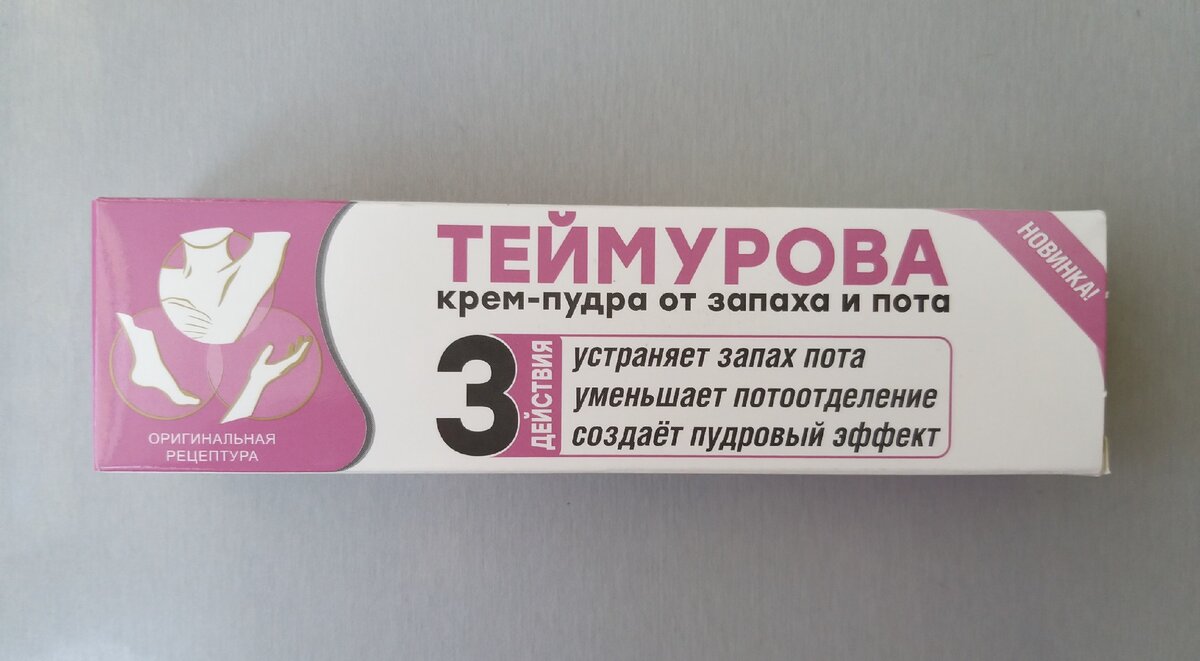 ТЕЙМУРОВА
крем-пудра от запаха и пота
3 ДЕЙСТВИЯ
устраняет запах пота
уменьшает потоотделение
создаёт пудровый эффект
НОВИНКА!
ОРИГИНАЛЬНАЯ
РЕЦЕПТУРА